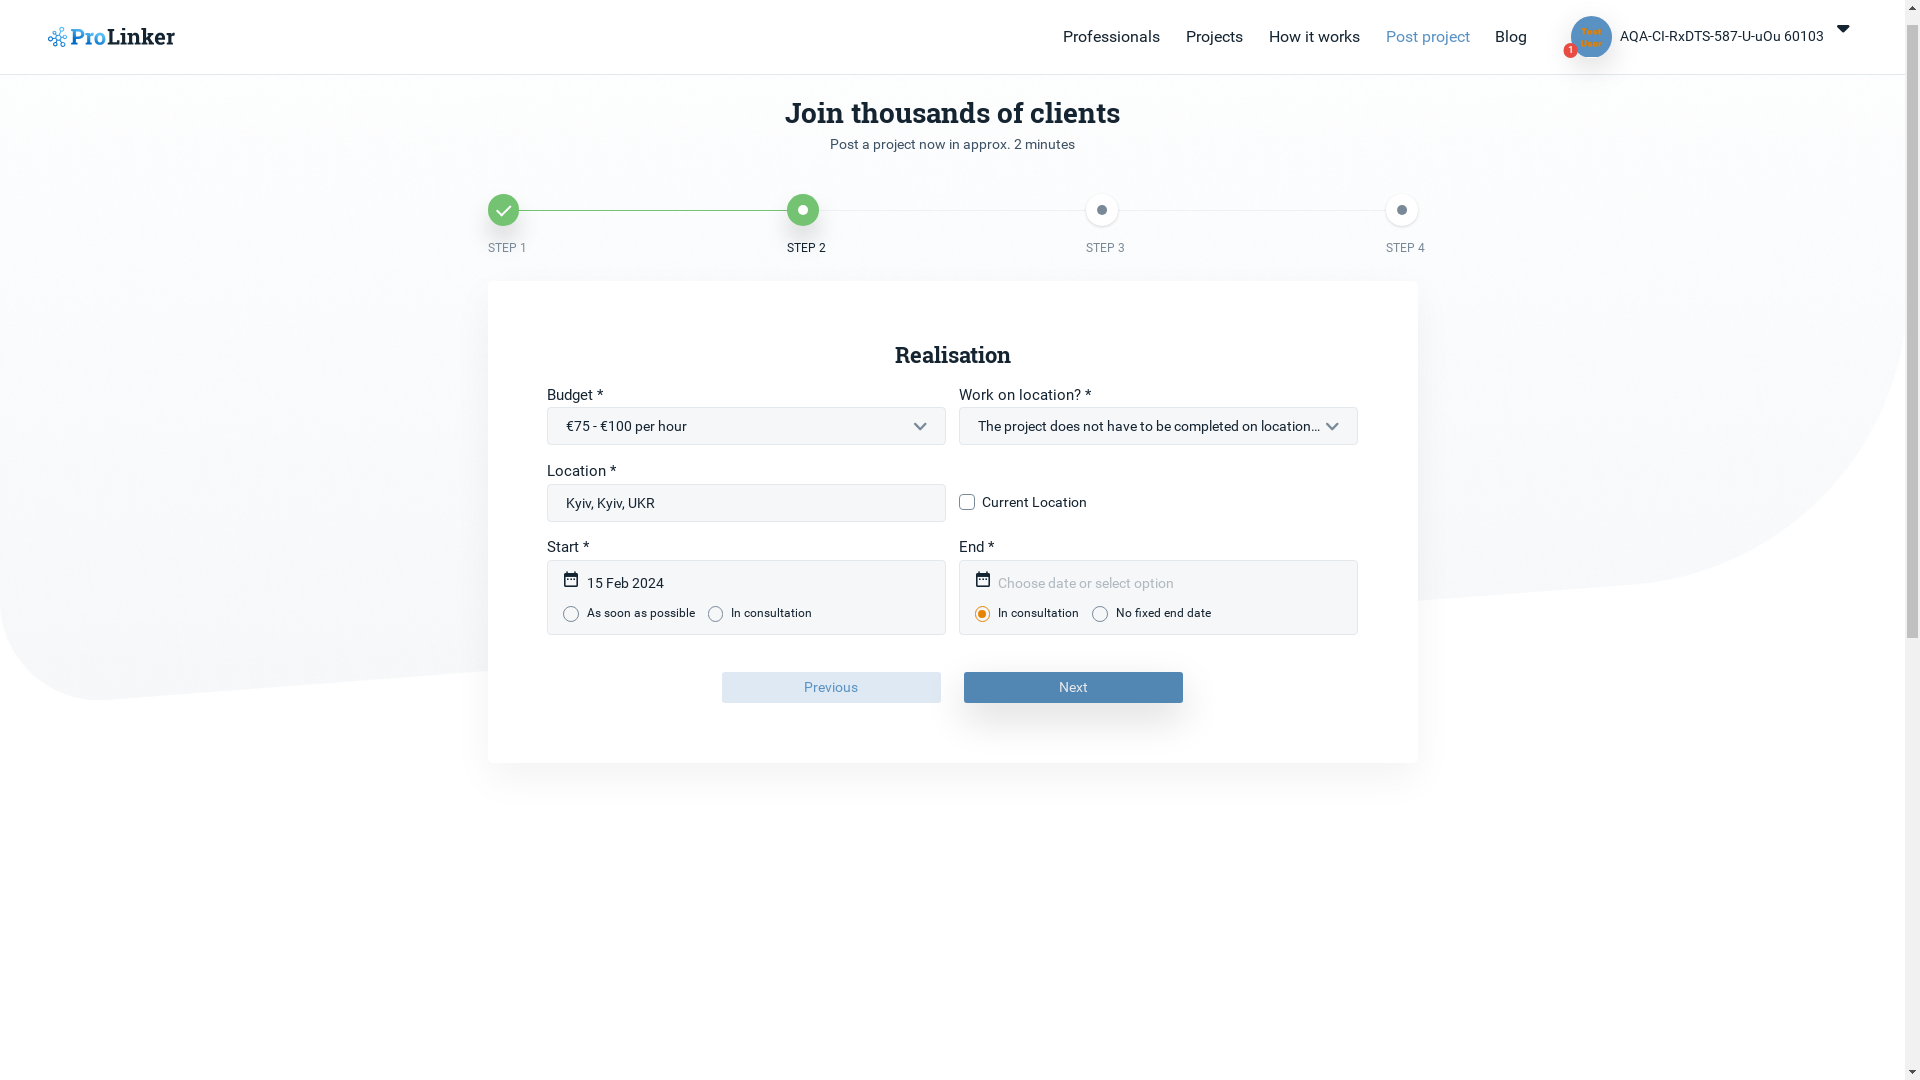 ProLinker
Professionals
Projects
How it works
Post project
Blog
Test
User
1
AQA-CI-RxDTS-587-U-uOu 60103
Join thousands of clients
Post a project now in approx. 2 minutes
STEP 1
STEP 2
STEP 3
STEP 4
Realisation
Budget *
€75 - €100 per hour
Work on location? *
The project does not have to be completed on location...
Location *
Kyiv, Kyiv, UKR
Current Location
Start *
15 Feb 2024
As soon as possible
In consultation
End *
Choose date or select option
In consultation
No fixed end date
Previous
Next